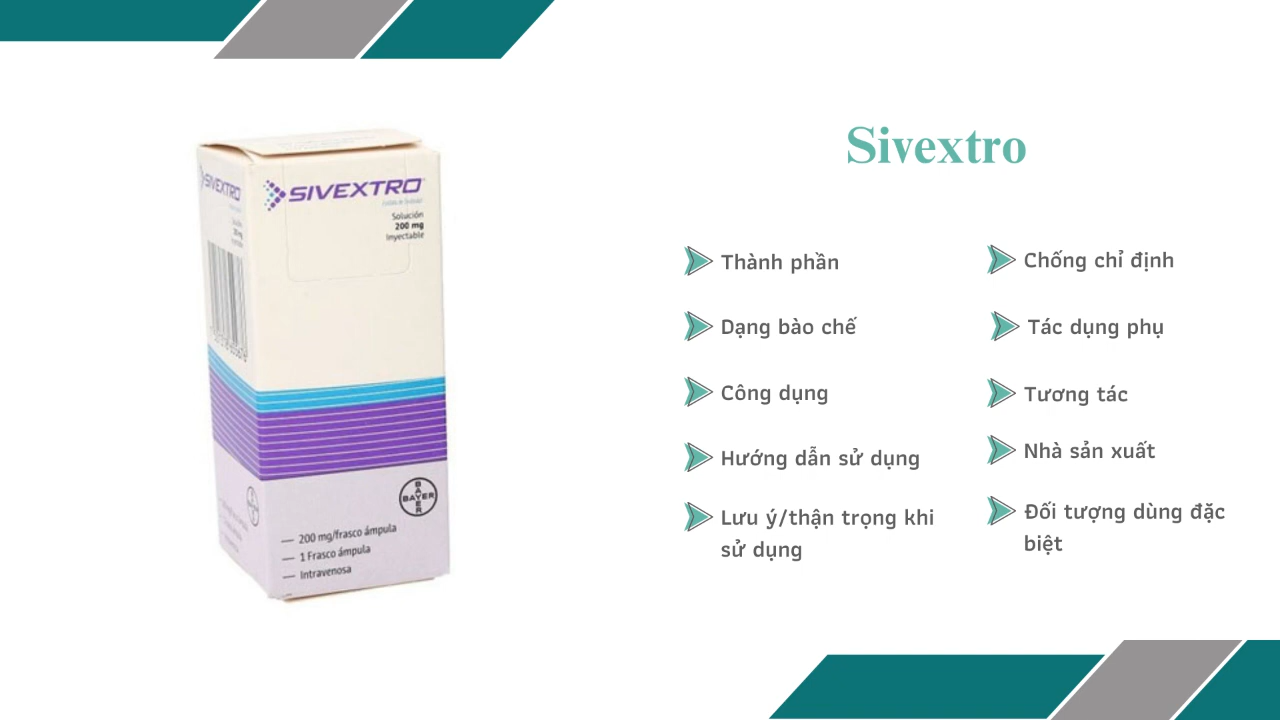 Sivextro
SIVEXTRO
SIVEXTRO
Solución
200 mg
Inyectable
BAYER
BAYER
200 mg/frasco ámpula
1 Frasco ámpula
Intravenosa
Thành phần
Dạng bào chế
Công dụng
Hướng dẫn sử dụng
Lưu ý/thận trọng khi
sử dụng
Chống chỉ định
Tác dụng phụ
Tương tác
Nhà sản xuất
Đối tượng dùng đặc
biệt